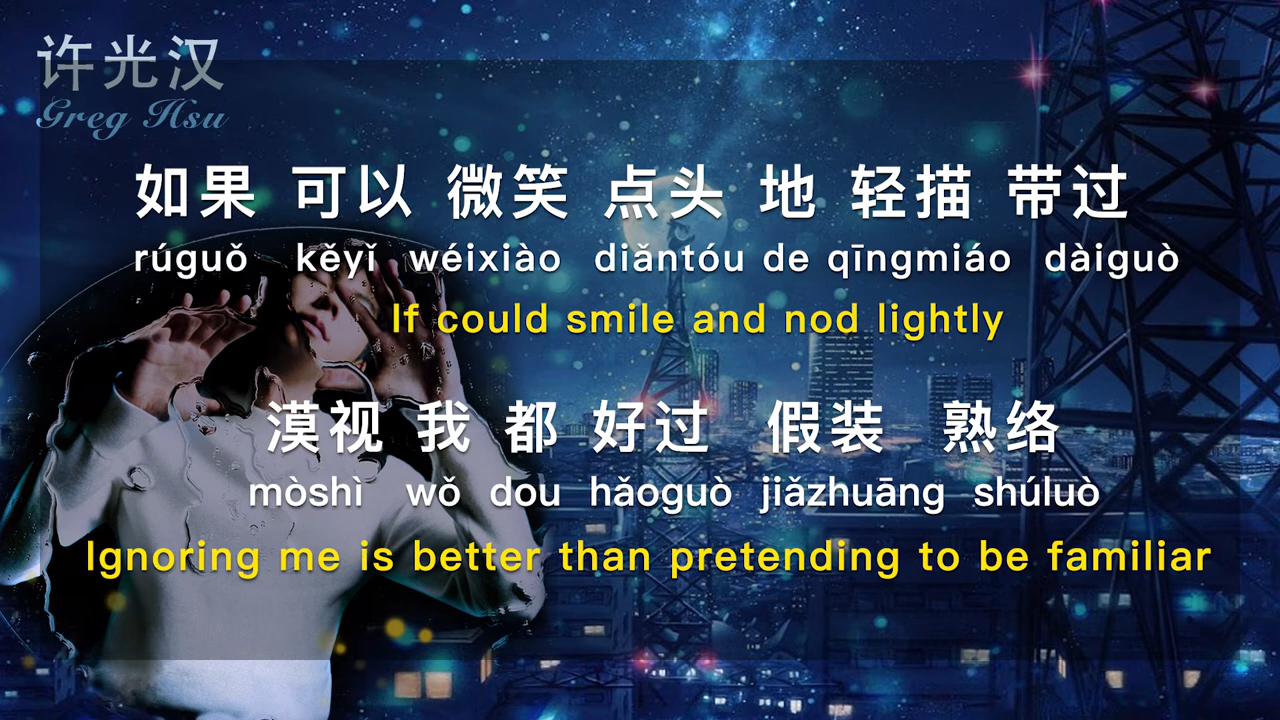 许光汉
Greg Hsu
如果 可以 微笑 点头 地 轻描 带过
rúguǒ kěyǐ wéixiào diǎntóu de qīngmiáo dàiguò
If could smile and nod lightly
漠视 我 都 好过 假装 熟络
mòshì wǒ dou hǎoguò jiǎzhuāng shúluò
Ignoring me is better than pretending to be familiar